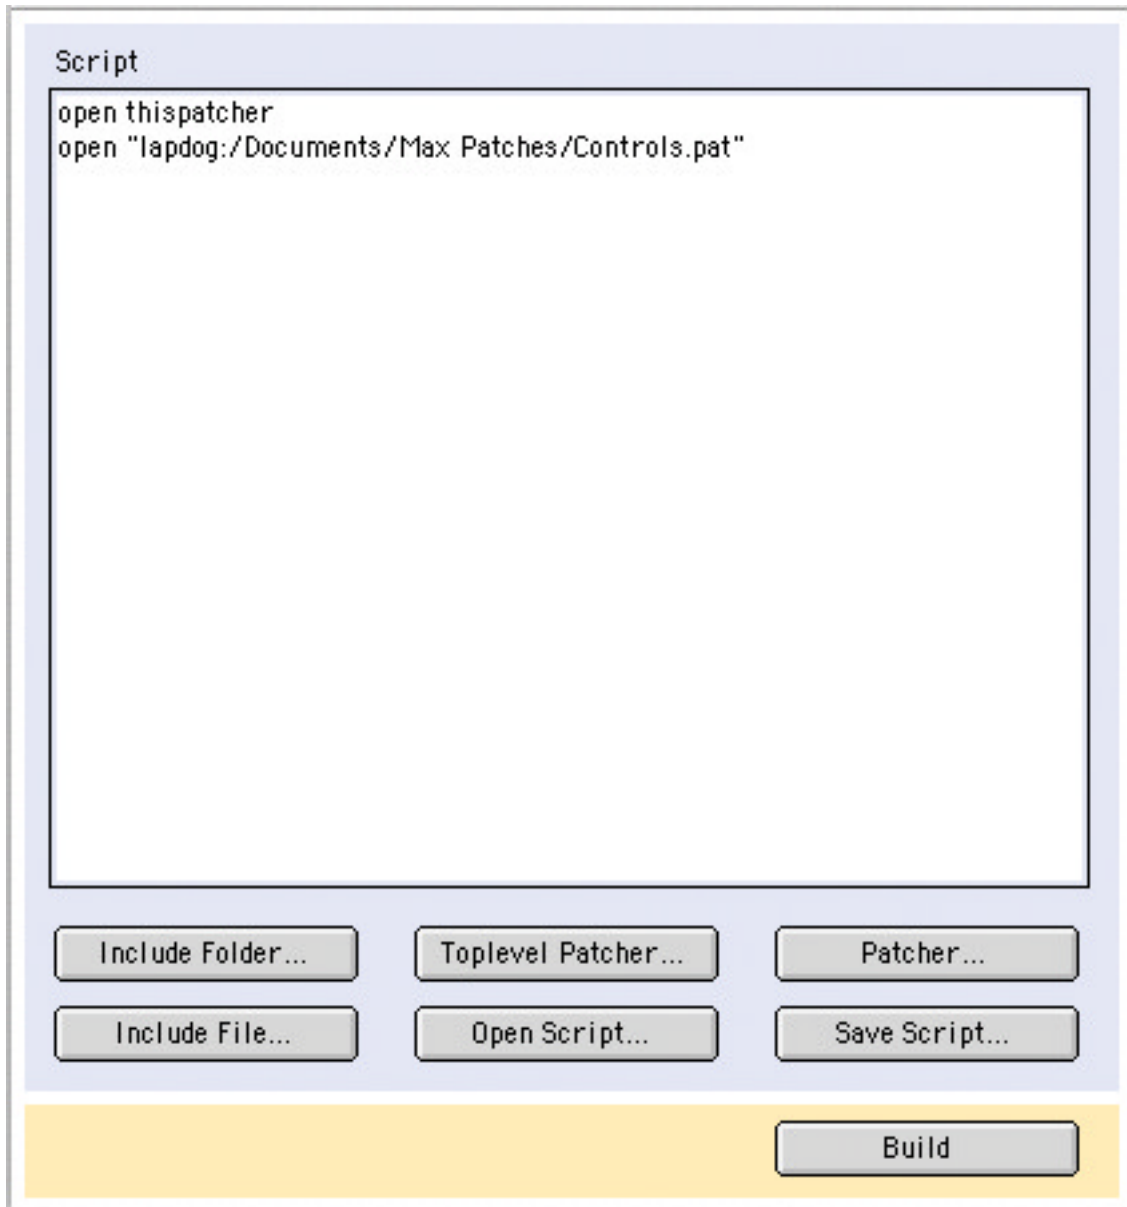 Script
open thispatcher
open "lapdog:/Documents/Max Patches/Controls.pat"
Include Folder...
Toplevel Patcher...
Patcher...
Include File...
Open Script...
Save Script...
Build